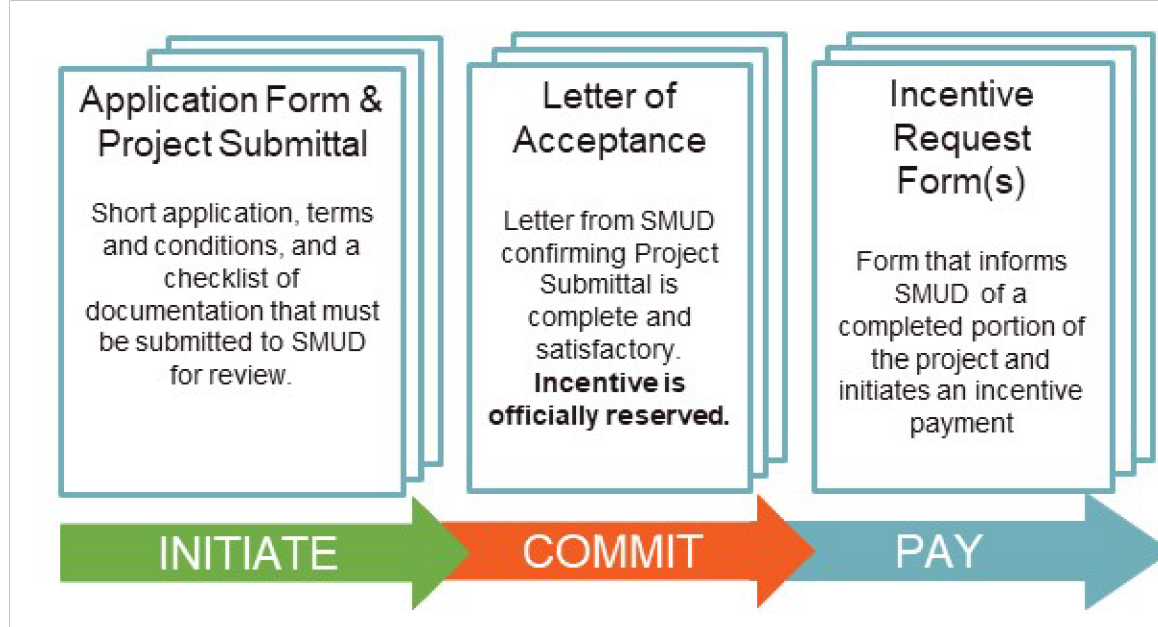 Application Form &
Project Submittal
Short application, terms
and conditions, and a
checklist of
documentation that must
be submitted to SMUD
for review.
Letter of
Acceptance
Letter from SMUD
confirming Project
Submittal is
complete and
satisfactory.
Incentive is
officially reserved.
Incentive
Request
Form(s)
Form that informs
SMUD of a
completed portion of
the project and
initiates an incentive
payment
INITIATE
COMMIT
PAY